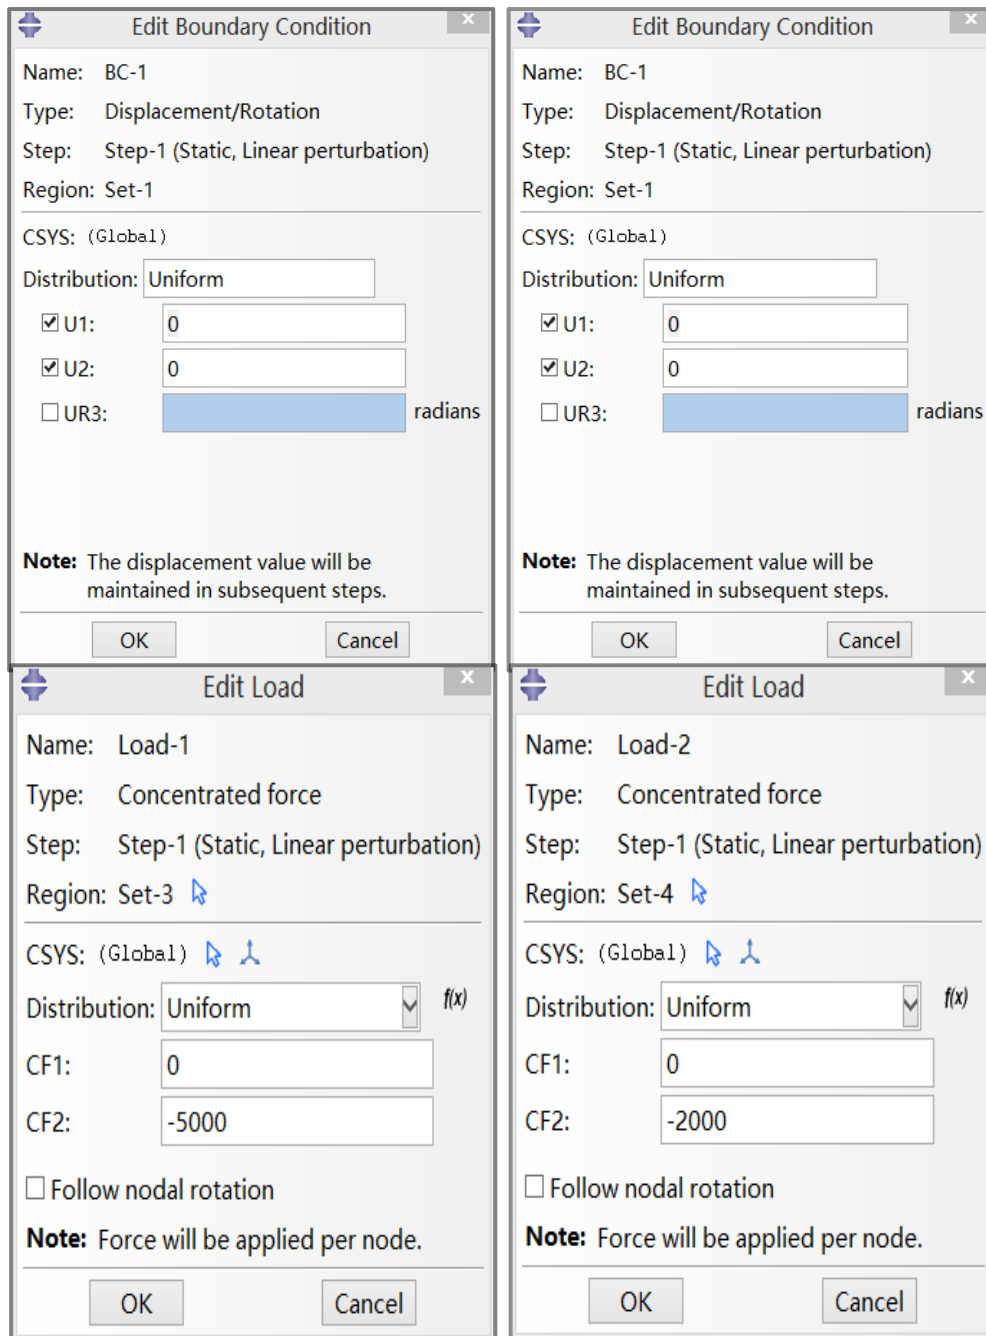 Edit Boundary Condition
x
Name: BC-1
Type: Displacement/Rotation
Step: Step-1 (Static, Linear perturbation)
Region: Set-1
CSYS: (Global)
Distribution: Uniform
U1: 0
U2: 0
UR3: radians
Note: The displacement value will be
maintained in subsequent steps.
OK Cancel
Edit Boundary Condition
x
Name: BC-1
Type: Displacement/Rotation
Step: Step-1 (Static, Linear perturbation)
Region: Set-1
CSYS: (Global)
Distribution: Uniform
U1: 0
U2: 0
UR3: radians
Note: The displacement value will be
maintained in subsequent steps.
OK Cancel
Edit Load
x
Name: Load-1
Type: Concentrated force
Step: Step-1 (Static, Linear perturbation)
Region: Set-3
CSYS: (Global)
Distribution: Uniform f(x)
CF1: 0
CF2: -5000
Follow nodal rotation
Note: Force will be applied per node.
OK Cancel
Edit Load
x
Name: Load-2
Type: Concentrated force
Step: Step-1 (Static, Linear perturbation)
Region: Set-4
CSYS: (Global)
Distribution: Uniform f(x)
CF1: 0
CF2: -2000
Follow nodal rotation
Note: Force will be applied per node.
OK Cancel